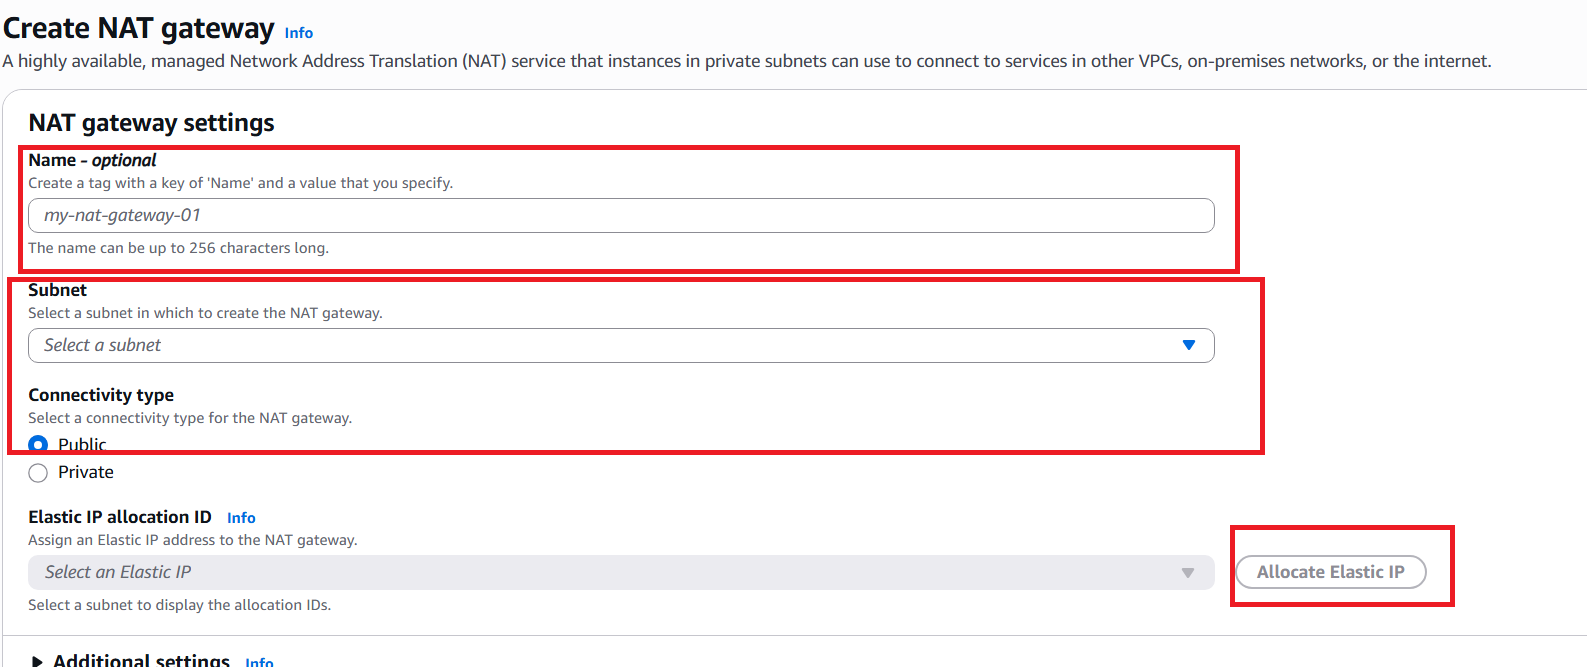 Create NAT gateway Info
A highly available, managed Network Address Translation (NAT) service that instances in private subnets can use to connect to services in other VPCs, on-premises networks, or the internet.
NAT gateway settings
Name - optional
Create a tag with a key of 'Name' and a value that you specify.
my-nat-gateway-01
The name can be up to 256 characters long.
Subnet
Select a subnet in which to create the NAT gateway.
Select a subnet
Connectivity type
Select a connectivity type for the NAT gateway.
Public
Private
Elastic IP allocation ID Info
Assign an Elastic IP address to the NAT gateway.
Select an Elastic IP
Allocate Elastic IP
Select a subnet to display the allocation IDs.
Additional settings Info